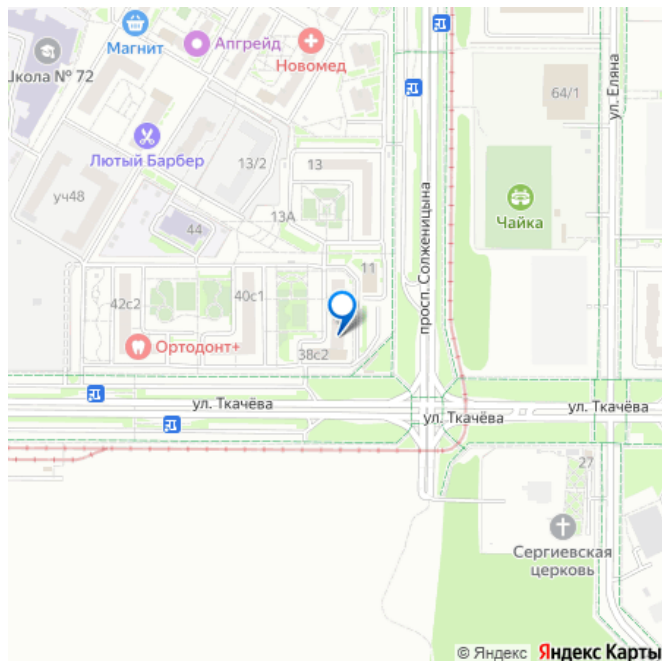 Магнит
Апгрейд
Новомед
Школа № 72
64/1
ул. Еляна
Лютый Барбер
13/2
13
Чайка
уч48
13А
44
просп. Солженицына
11
42с2
40с1
Ортодонт+
38с2
ул. Ткачёва
ул. Ткачёва
ул. Ткачёва
27
Сергиевская
церковь
© Яндекс Яндекс Карты